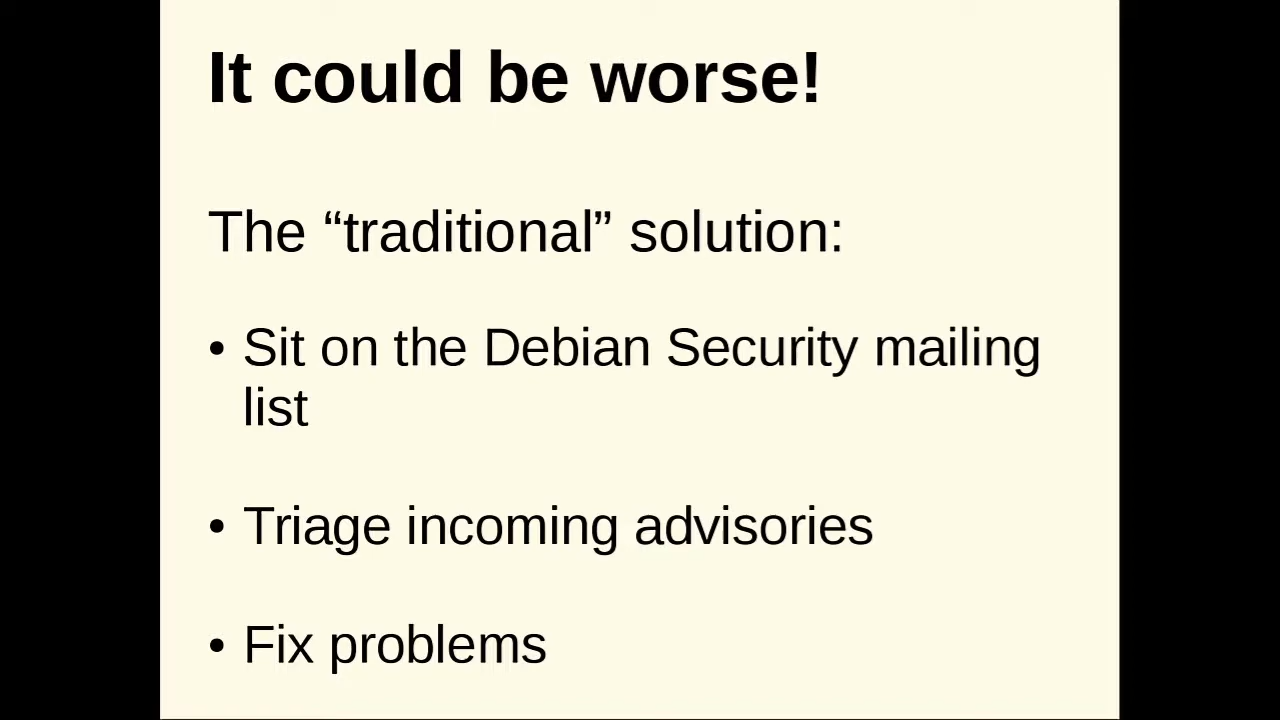 It could be worse!
The “traditional” solution:
• Sit on the Debian Security mailing
list
• Triage incoming advisories
• Fix problems